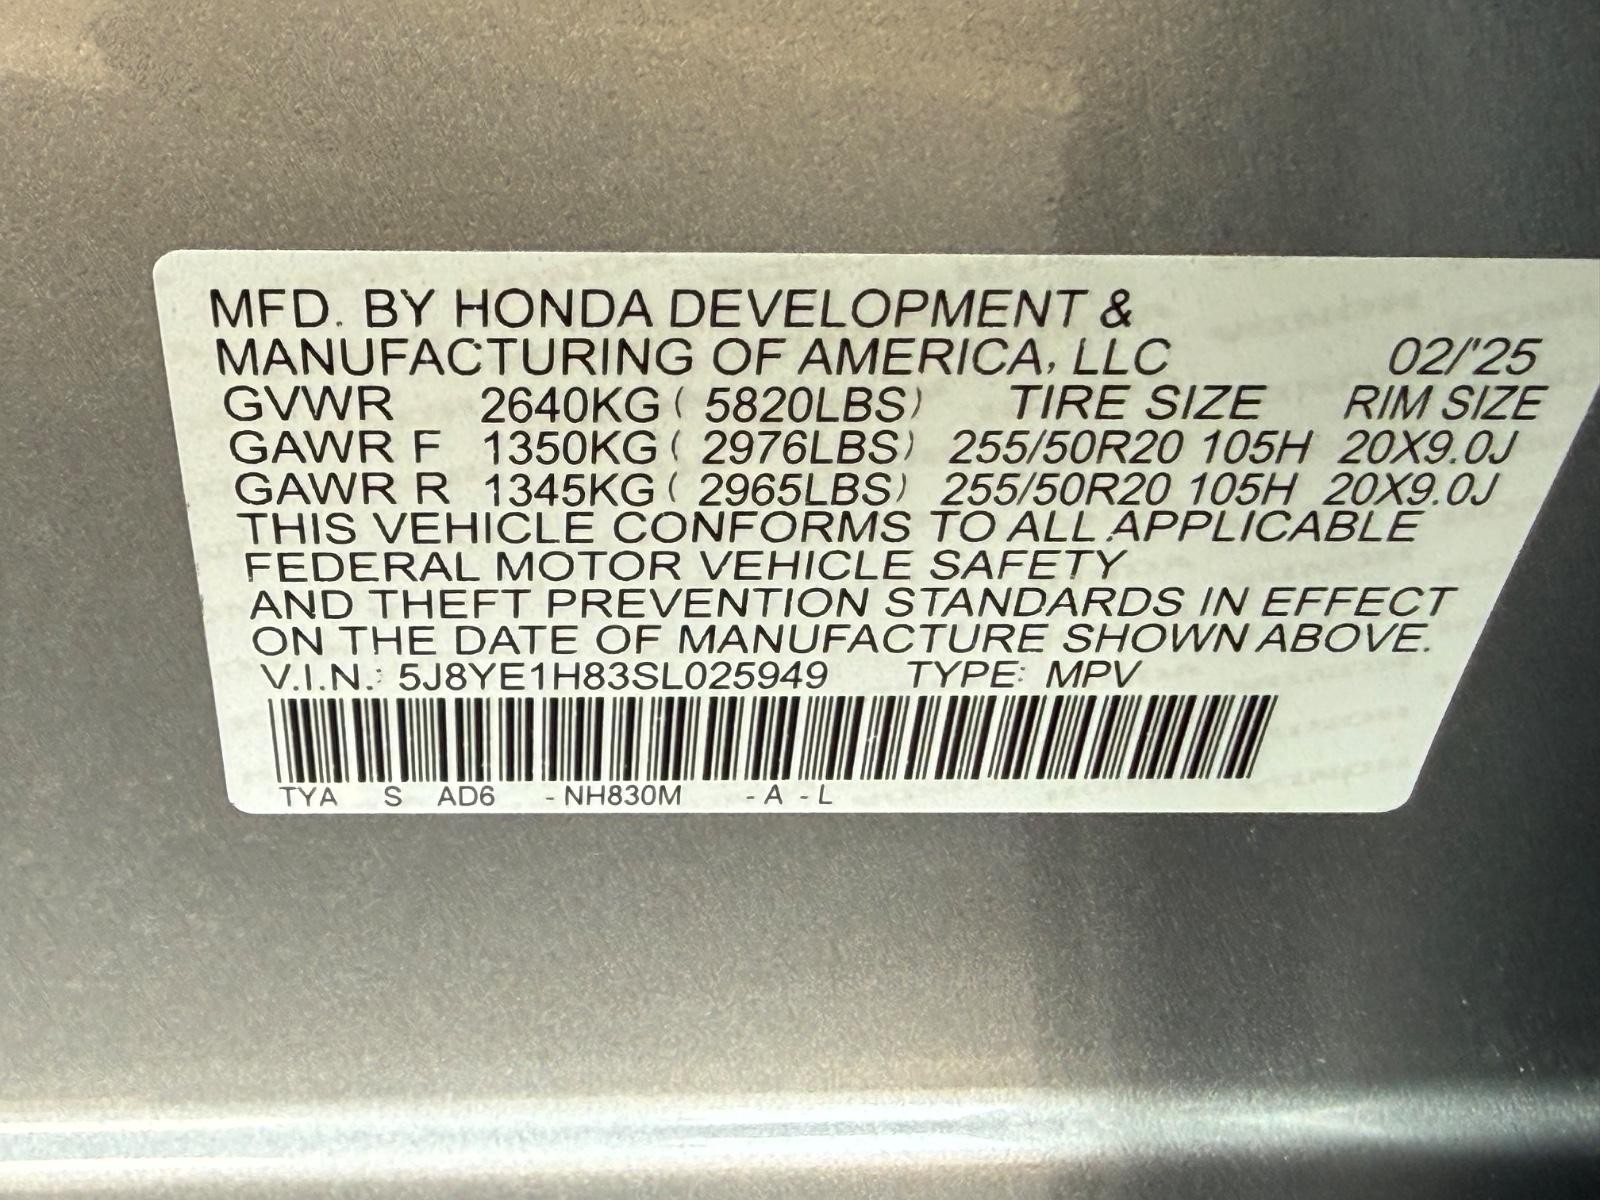 MFD. BY HONDA DEVELOPMENT &
MANUFACTURING OF AMERICA, LLC 02/'25
GVWR 2640KG ( 5820LBS) TIRE SIZE RIM SIZE
GAWR F 1350KG ( 2976LBS) 255/50R20 105H 20X9.0J
GAWR R 1345KG ( 2965LBS) 255/50R20 105H 20X9.0J
THIS VEHICLE CONFORMS TO ALL APPLICABLE
FEDERAL MOTOR VEHICLE SAFETY
AND THEFT PREVENTION STANDARDS IN EFFECT
ON THE DATE OF MANUFACTURE SHOWN ABOVE.
V.I.N.: 5J8YE1H83SL025949 TYPE: MPV
TYA S AD6 - NH830M - A - L